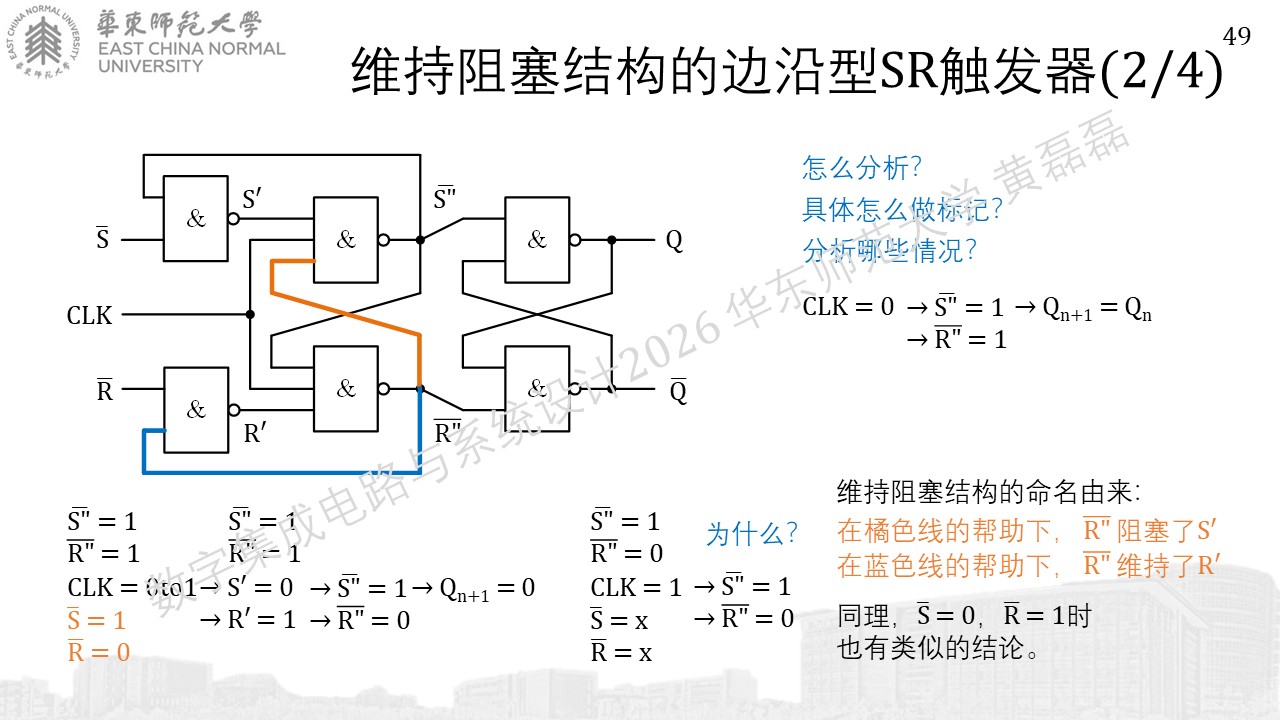 華東師範大學
EAST CHINA NORMAL
UNIVERSITY
EAST CHINA NORMAL UNIVERSITY
49
维持阻塞结构的边沿型SR触发器(2/4)
S̅
CLK
R̅
&
S′
&
S̅"̅
&
Q
&
R′
&
R̅"̅
&
Q̅
怎么分析?
具体怎么做标记?
分析哪些情况?
CLK = 0 → S̅"̅ = 1 → Qₙ₊₁ = Qₙ
→ R̅"̅ = 1
S̅"̅ = 1
R̅"̅ = 1
CLK = 0to1
S̅ = 1
R̅ = 0
S̅"̅ = 1
R̅"̅ = 1
→ S′ = 0 → S̅"̅ = 1 → Qₙ₊₁ = 0
→ R′ = 1 → R̅"̅ = 0
S̅"̅ = 1
R̅"̅ = 0
CLK = 1 → S̅"̅ = 1
S̅ = x → R̅"̅ = 0
R̅ = x
为什么?
维持阻塞结构的命名由来:
在橘色线的帮助下，R̅"̅ 阻塞了S′
在蓝色线的帮助下，R̅"̅ 维持了R′
同理，S̅ = 0，R̅ = 1时
也有类似的结论。
数字集成电路与系统设计2026 华东师范大学 黄磊磊